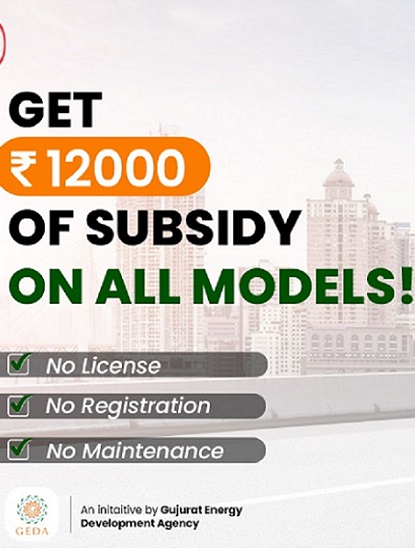 GET
₹ 12000
OF SUBSIDY
ON ALL MODELS!
No License
No Registration
No Maintenance
GEDA
An initaitive by Gujurat Energy
Development Agency